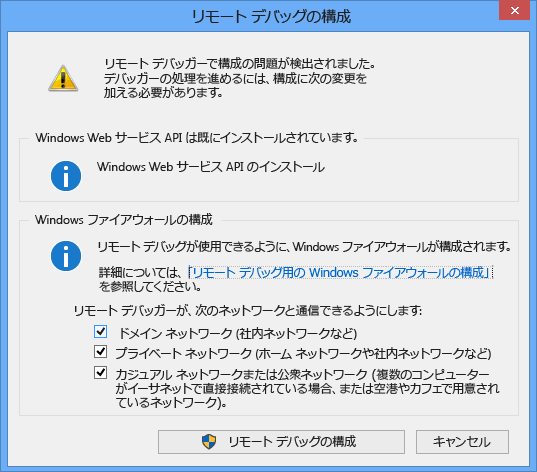 リモート デバッグの構成
リモート デバッガーで構成の問題が検出されました。
デバッガーの処理を進めるには、構成に次の変更を
加える必要があります。
Windows Web サービス API は既にインストールされています。
Windows Web サービス API のインストール
Windows ファイアウォールの構成
リモート デバッグが使用できるように、Windows ファイアウォールが構成されます。
詳細については、「リモート デバッグ用の Windows ファイアウォールの構成」
を参照してください。
リモート デバッガーが、次のネットワークと通信できるようにします:
ドメイン ネットワーク (社内ネットワークなど)
プライベート ネットワーク (ホーム ネットワークや社内ネットワークなど)
カジュアル ネットワークまたは公衆ネットワーク (複数のコンピューター
がイーサネットで直接接続されている場合、または空港やカフェで用意され
ているネットワーク)。
リモート デバッグの構成
キャンセル